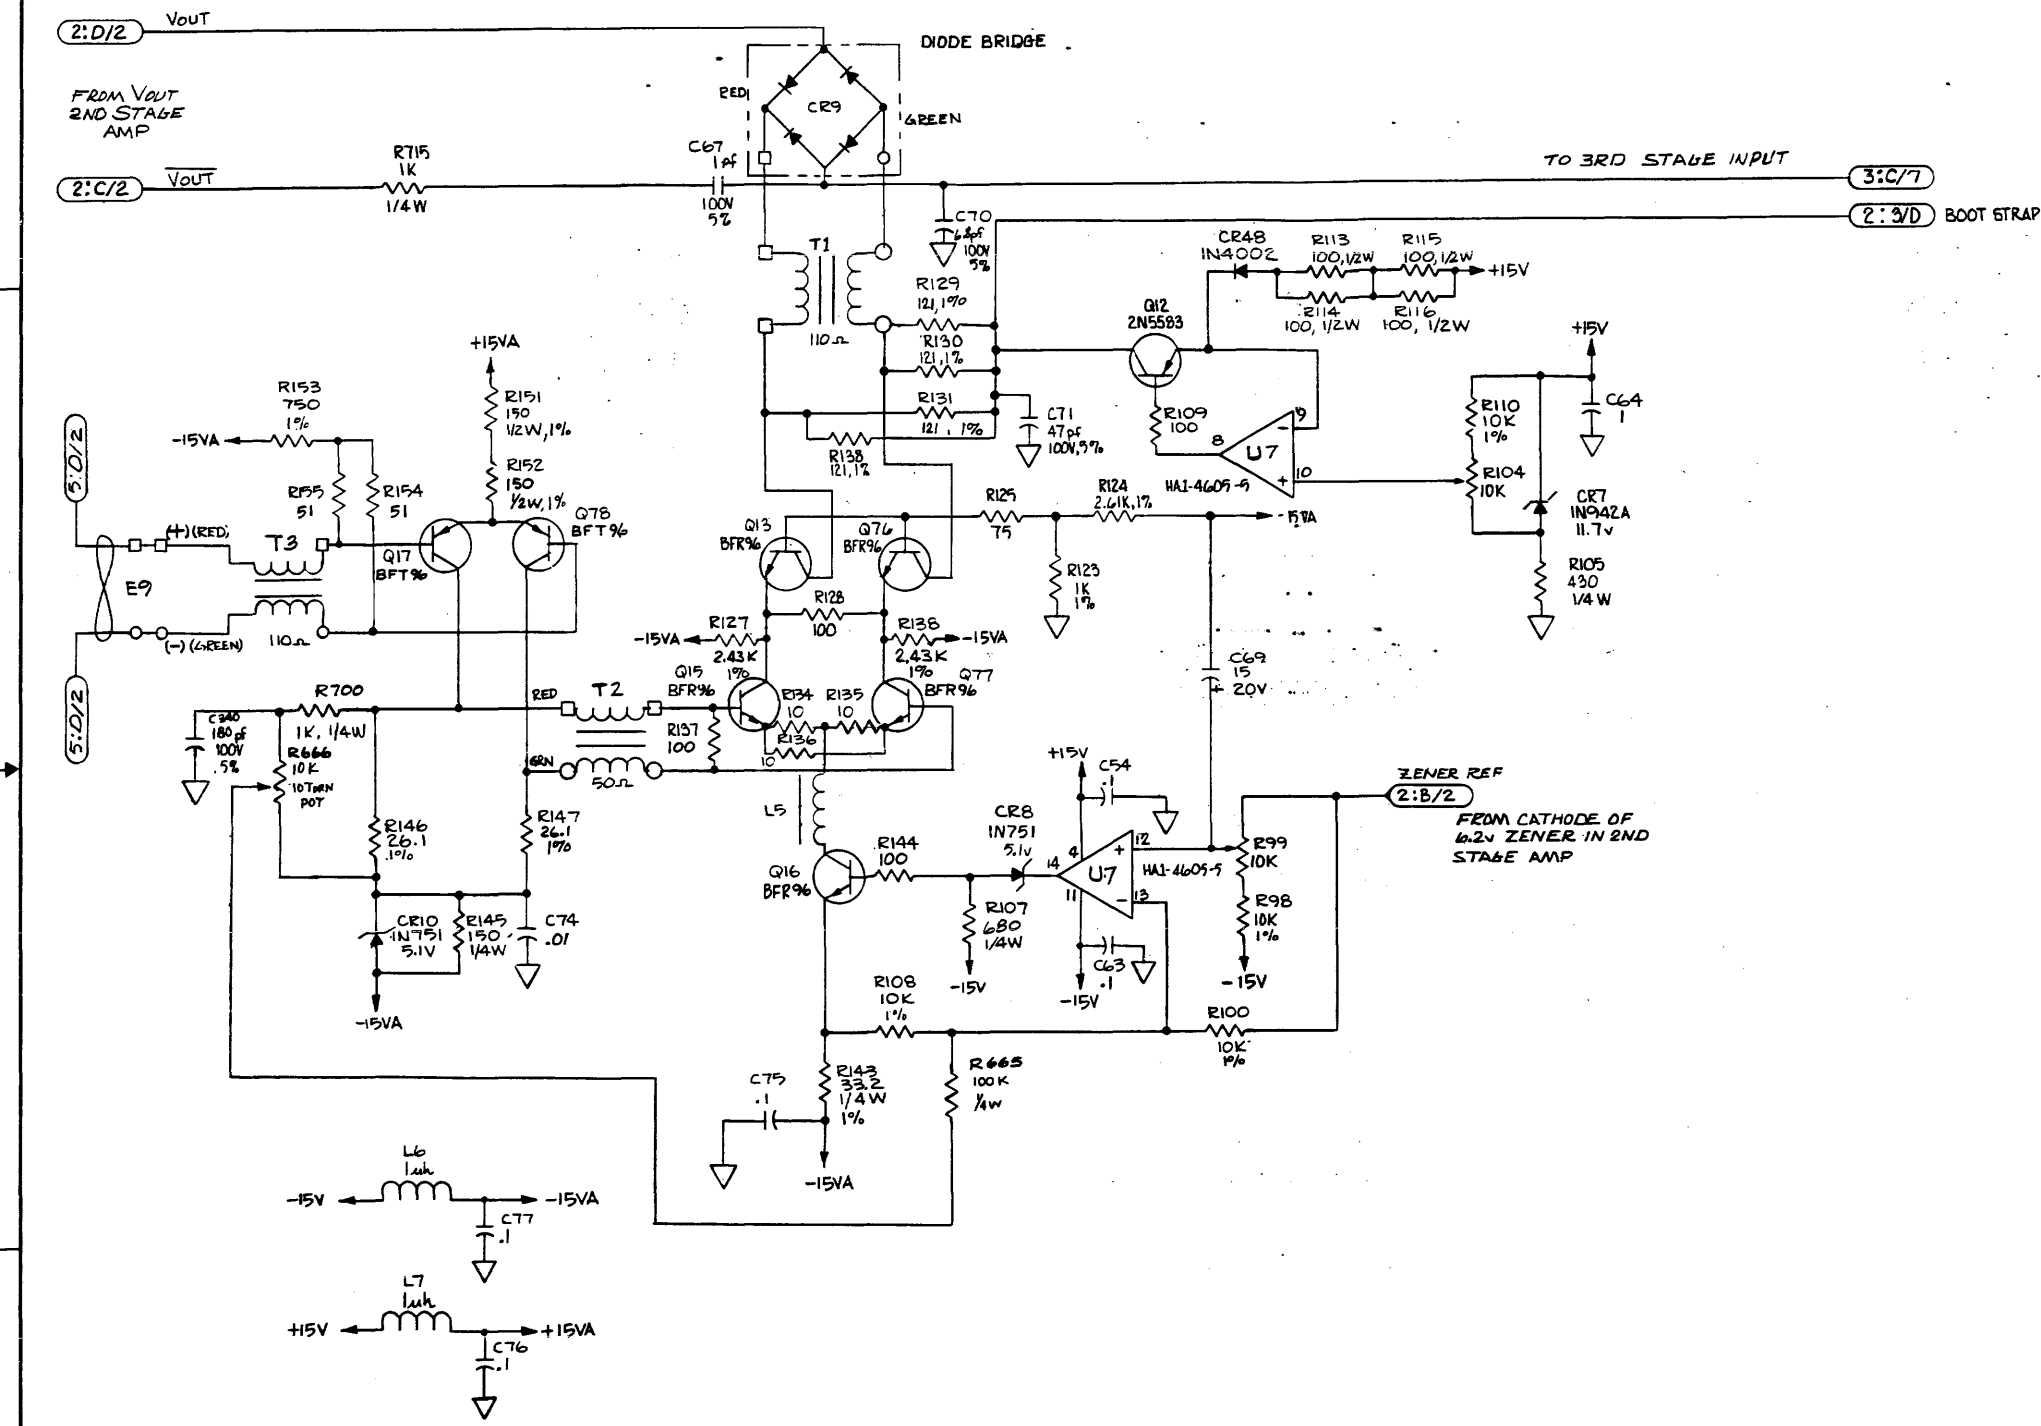 2:D/2
VOUT
DIODE BRIDGE
FROM VOUT
2ND STAGE
AMP
RED
CR9
GREEN
2:C/2
VOUT
R715
1K
1/4W
C67
1pf
100V
5%
TO 3RD STAGE INPUT
3:C/7
2:3/D
BOOT STRAP
C70
100V
5%
T1
110Ω
R129
121, 1%
R130
121, 1%
R131
121, 1%
R138
121, 1%
C71
47pf
100V, 5%
CR48
1N4002
R113
100, 1/2W
R115
100, 1/2W
+15V
R114
100, 1/2W
R116
100, 1/2W
Q12
2N5583
R109
100
8
9
10
U7
HA1-4605-5
+15V
R110
10K
1%
R104
10K
C64
1
CR7
1N942A
11.7v
R105
430
1/4W
+15VA
R151
150
1/2W, 1%
R152
150
1/2W, 1%
R153
750
1%
-15VA
R155
51
R154
51
5:D/2
(+)(RED)
T3
E9
110Ω
(-)(GREEN)
5:D/2
Q17
BFT96
Q78
BFT96
Q13
BFR96
Q76
BFR96
R125
75
R124
2.61K, 1%
-15VA
R123
1K
1%
R128
100
R127
2.43K
1%
-15VA
R138
2.43K
1%
-15VA
C69
15
+ 20V
Q15
BFR96
Q77
BFR96
R134
10
R135
10
R136
10
R137
100
RED
T2
GRN
50Ω
R700
1K, 1/4W
C340
180pf
100V
.5%
R666
10K
10TURN
POT
R146
26.1
.1%
R147
26.1
1%
CR10
1N751
5.1V
R145
150
1/4W
C74
.01
-15VA
L5
Q16
BFR96
R144
100
CR8
1N751
5.1v
R107
680
1/4W
-15V
+15V
C54
.1
4
14
11
12
13
U7
HA1-4605-5
C63
.1
-15V
R99
10K
R98
10K
1%
-15V
ZENER REF
2:B/2
FROM CATHODE OF
6.2v ZENER IN 2ND
STAGE AMP
R108
10K
1%
R100
10K
1%
R665
100K
1/4W
R143
33.2
1/4W
1%
C75
.1
-15VA
L6
1uh
-15V
-15VA
C77
.1
L7
1uh
+15V
+15VA
C76
.1